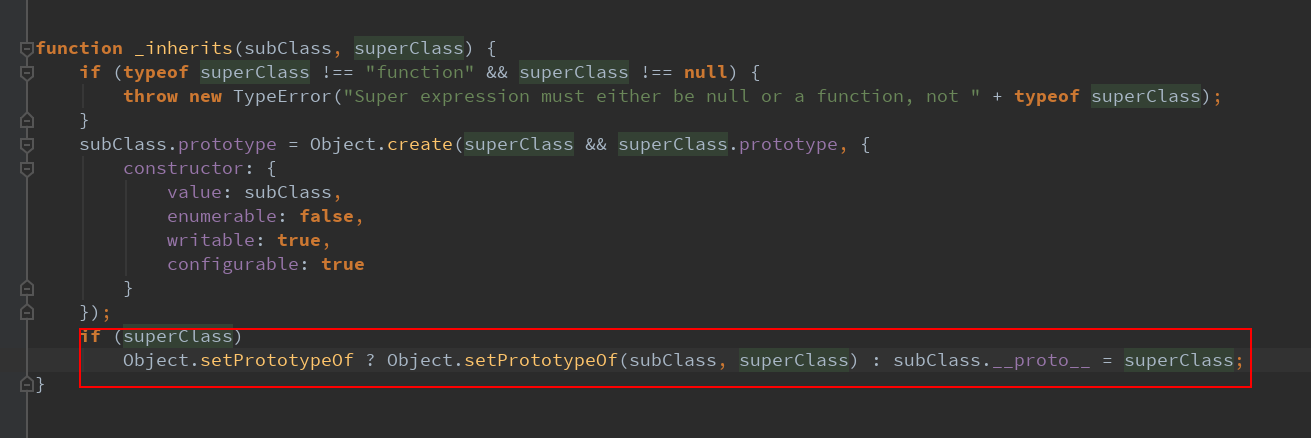 function _inherits(subClass, superClass) {
    if (typeof superClass !== "function" && superClass !== null) {
        throw new TypeError("Super expression must either be null or a function, not " + typeof superClass);
    }
    subClass.prototype = Object.create(superClass && superClass.prototype, {
        constructor: {
            value: subClass,
            enumerable: false,
            writable: true,
            configurable: true
        }
    });
    if (superClass)
        Object.setPrototypeOf ? Object.setPrototypeOf(subClass, superClass) : subClass.__proto__ = superClass;
}